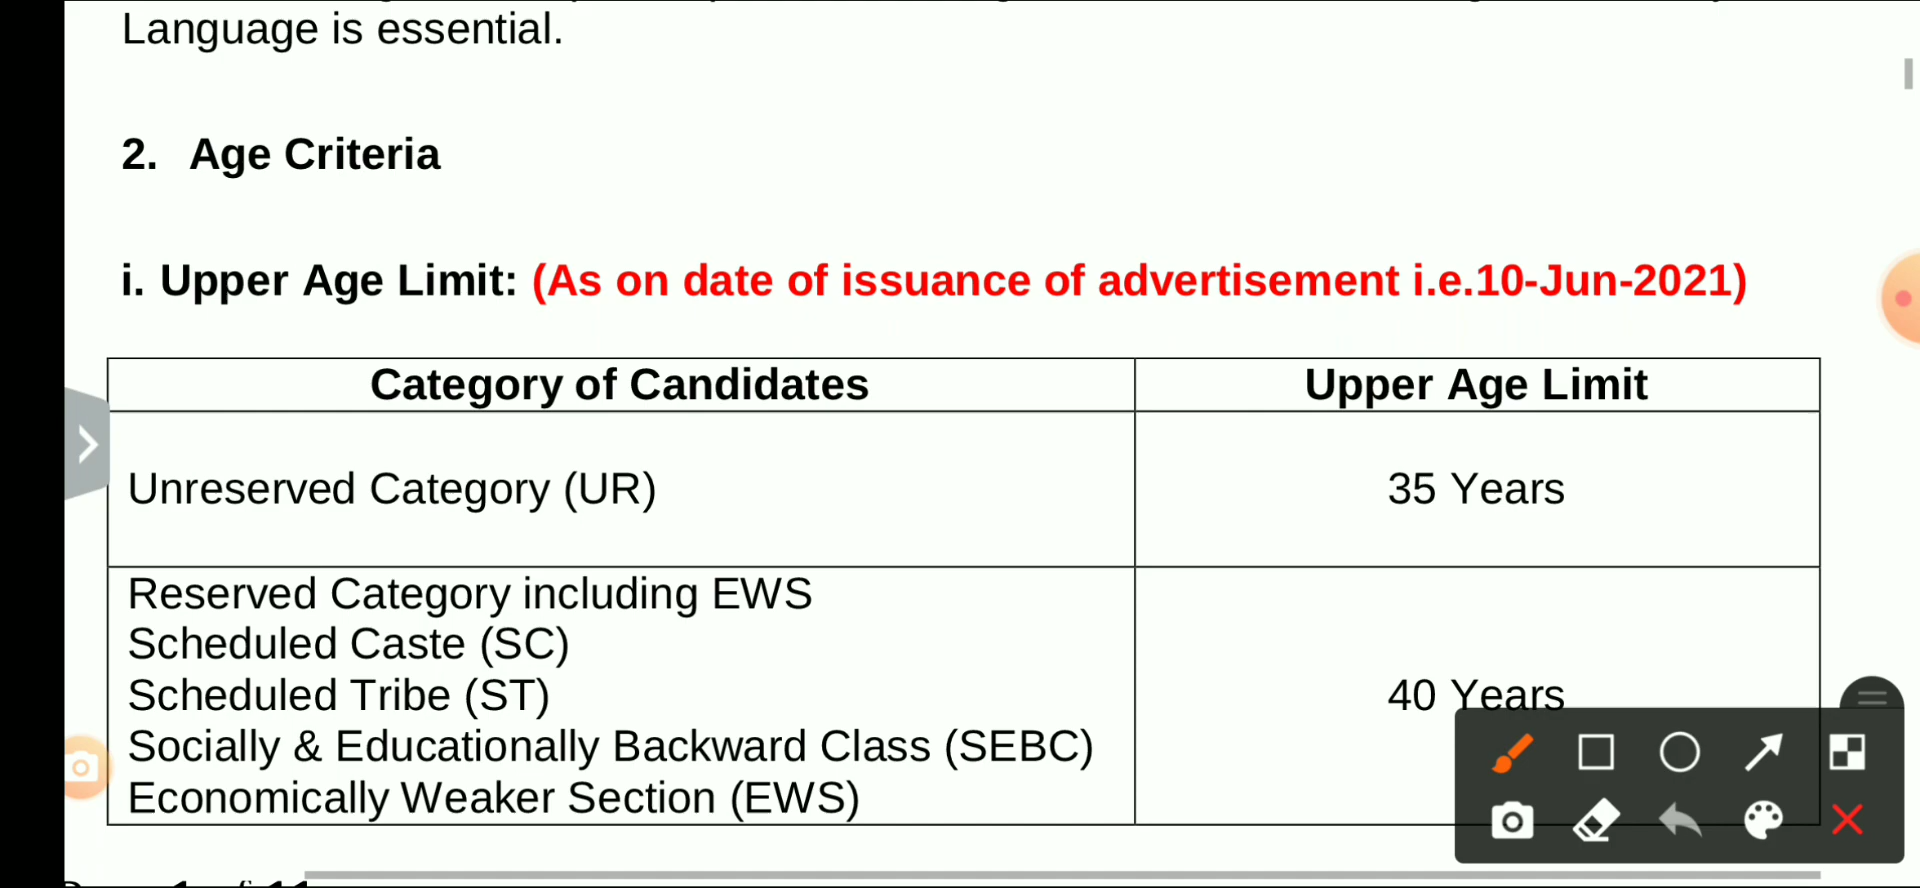 Language is essential.
2. Age Criteria
i. Upper Age Limit: (As on date of issuance of advertisement i.e.10-Jun-2021)
Category of Candidates Upper Age Limit
Unreserved Category (UR) 35 Years
Reserved Category including EWS
Scheduled Caste (SC)
Scheduled Tribe (ST)
Socially & Educationally Backward Class (SEBC)
Economically Weaker Section (EWS)
40 Years